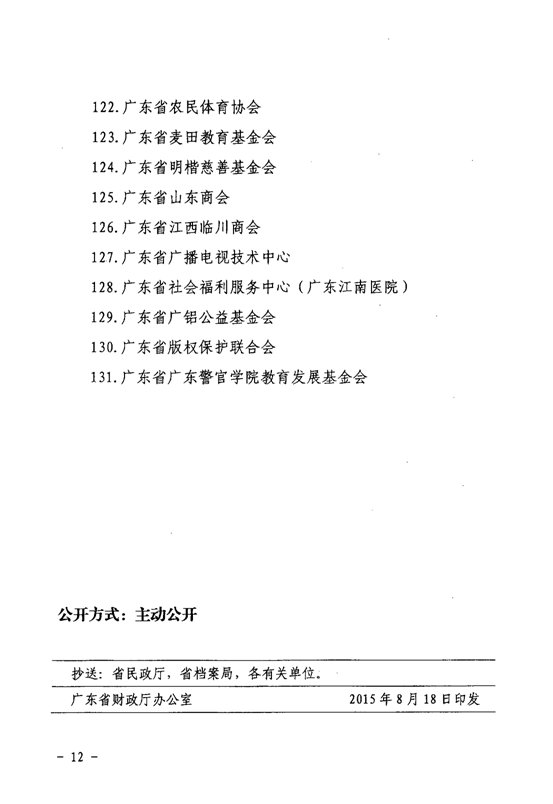 122.广东省农民体育协会
123.广东省麦田教育基金会
124.广东省明楷慈善基金会
125.广东省山东商会
126.广东省江西临川商会
127.广东省广播电视技术中心
128.广东省社会福利服务中心（广东江南医院）
129.广东省广铝公益基金会
130.广东省版权保护联合会
131.广东省广东警官学院教育发展基金会
公开方式：主动公开
抄送：省民政厅，省档案局，各有关单位。
广东省财政厅办公室 2015年8月18日印发
- 12 -